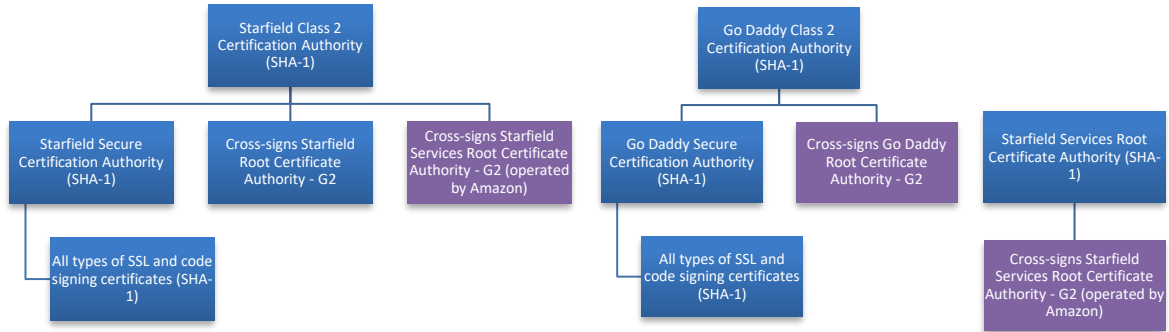 Starfield Class 2
Certification Authority
(SHA-1)
Go Daddy Class 2
Certification Authority
(SHA-1)
Starfield Secure
Certification Authority
(SHA-1)
Cross-signs Starfield
Root Certificate
Authority - G2
Cross-signs Starfield
Services Root Certificate
Authority - G2 (operated
by Amazon)
Go Daddy Secure
Certification Authority
(SHA-1)
Cross-signs Go Daddy
Root Certificate
Authority - G2
Starfield Services Root
Certificate Authority (SHA-
1)
All types of SSL and code
signing certificates (SHA-
1)
All types of SSL and
code signing certificates
(SHA-1)
Cross-signs Starfield
Services Root Certificate
Authority - G2 (operated by
Amazon)